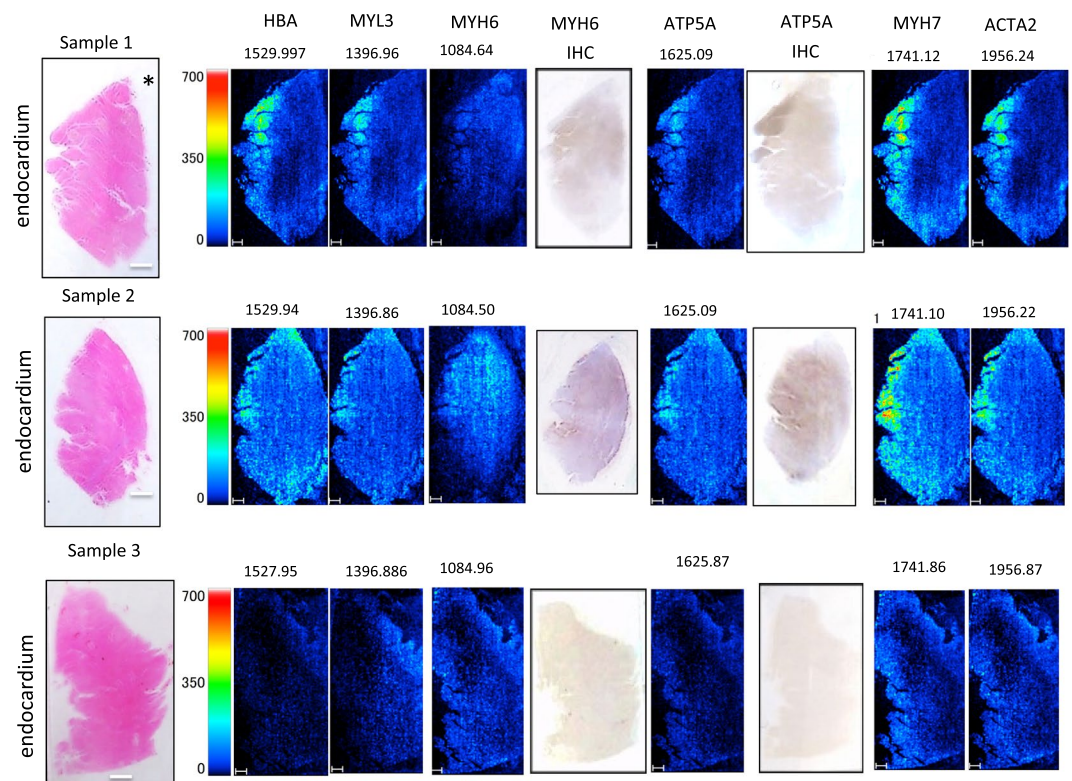 HBA MYL3 MYH6 MYH6 ATP5A ATP5A MYH7 ACTA2
Sample 1 1529.997 1396.96 1084.64 IHC 1625.09 IHC 1741.12 1956.24
*
endocardium
700
350
0
Sample 2 1529.94 1396.86 1084.50 1625.09 1 1741.10 1956.22
endocardium
700
350
0
Sample 3 1527.95 1396.886 1084.96 1625.87 1741.86 1956.87
endocardium
700
350
0